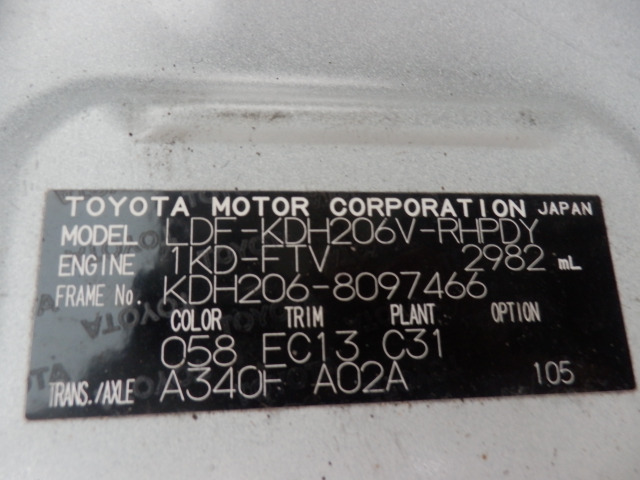 TOYOTA MOTOR CORPORATION JAPAN
MODEL LDF-KDH206V-RHPDY
ENGINE 1KD-FTV 2982 mL
FRAME No. KDH206-8097466
COLOR TRIM PLANT OPTION
058 EC13 C31
TRANS./AXLE A340F A02A 105